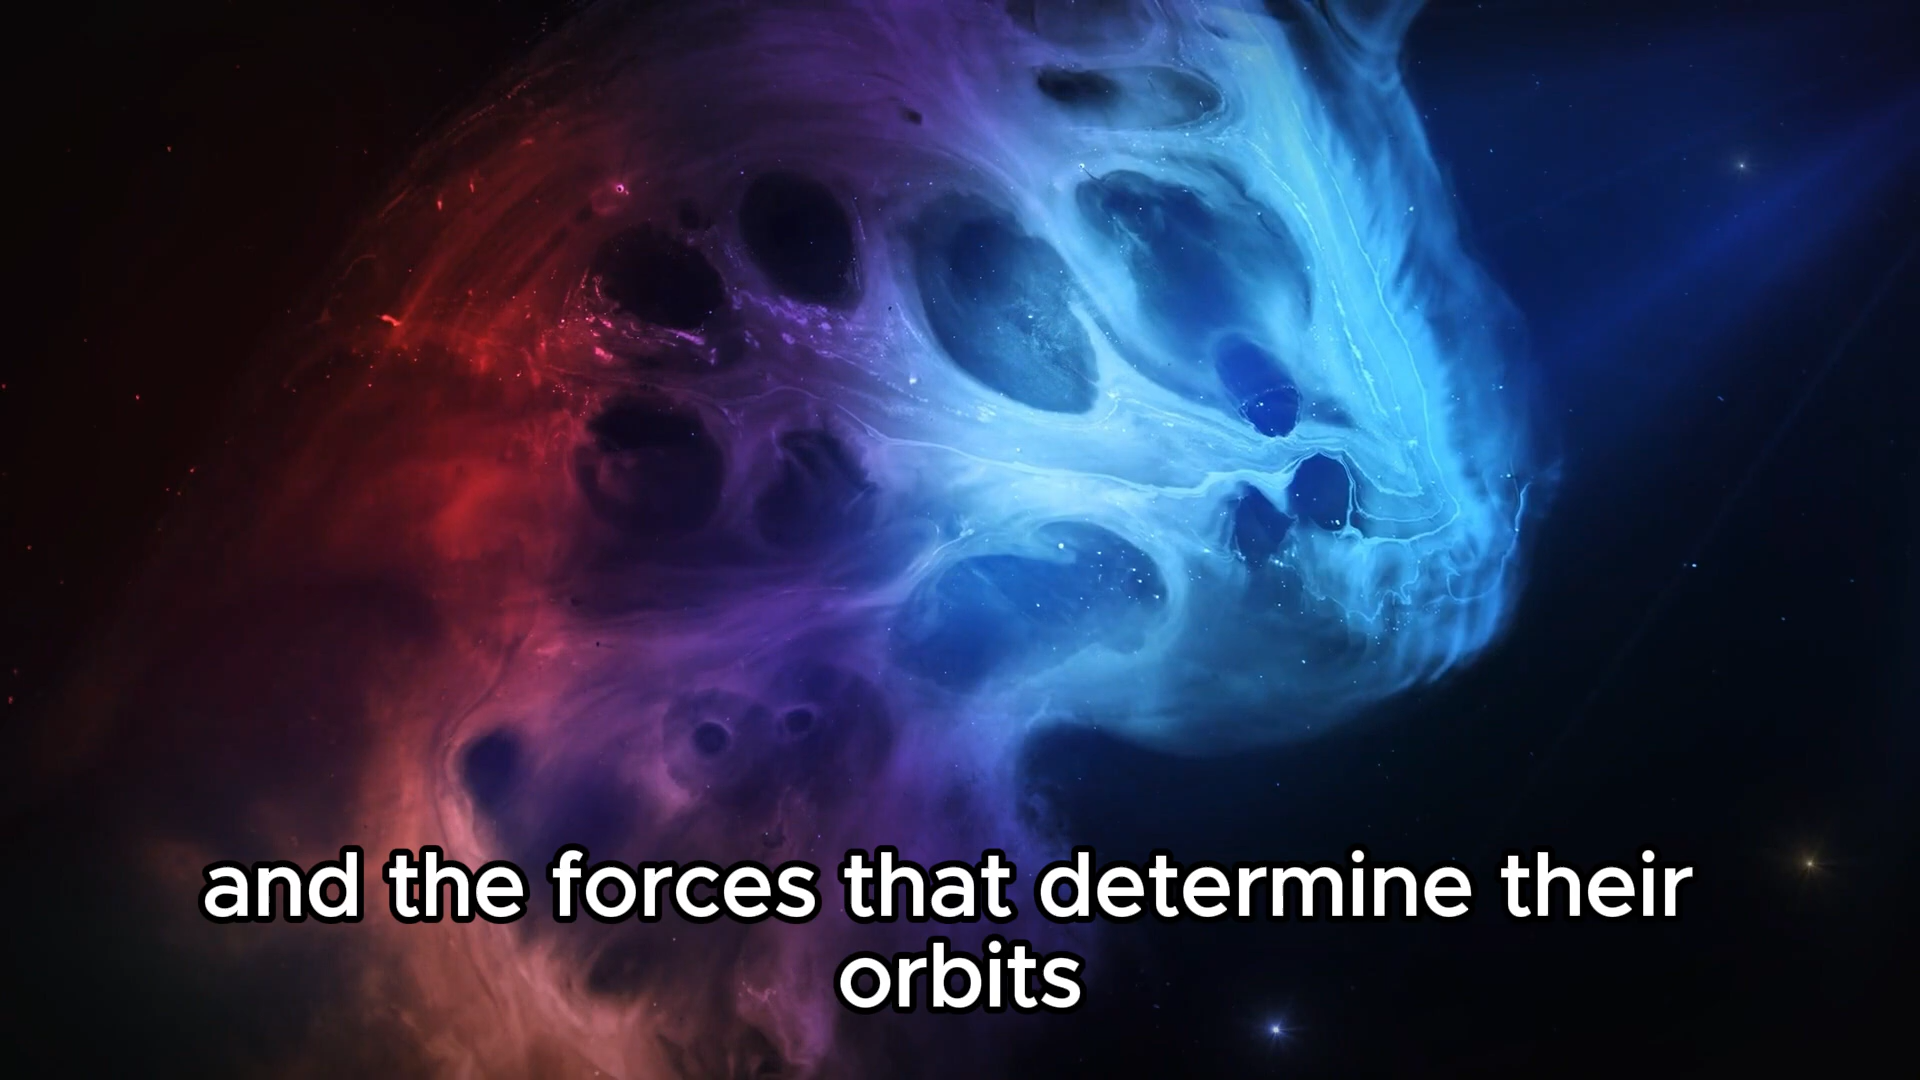 and the forces that determine their
orbits